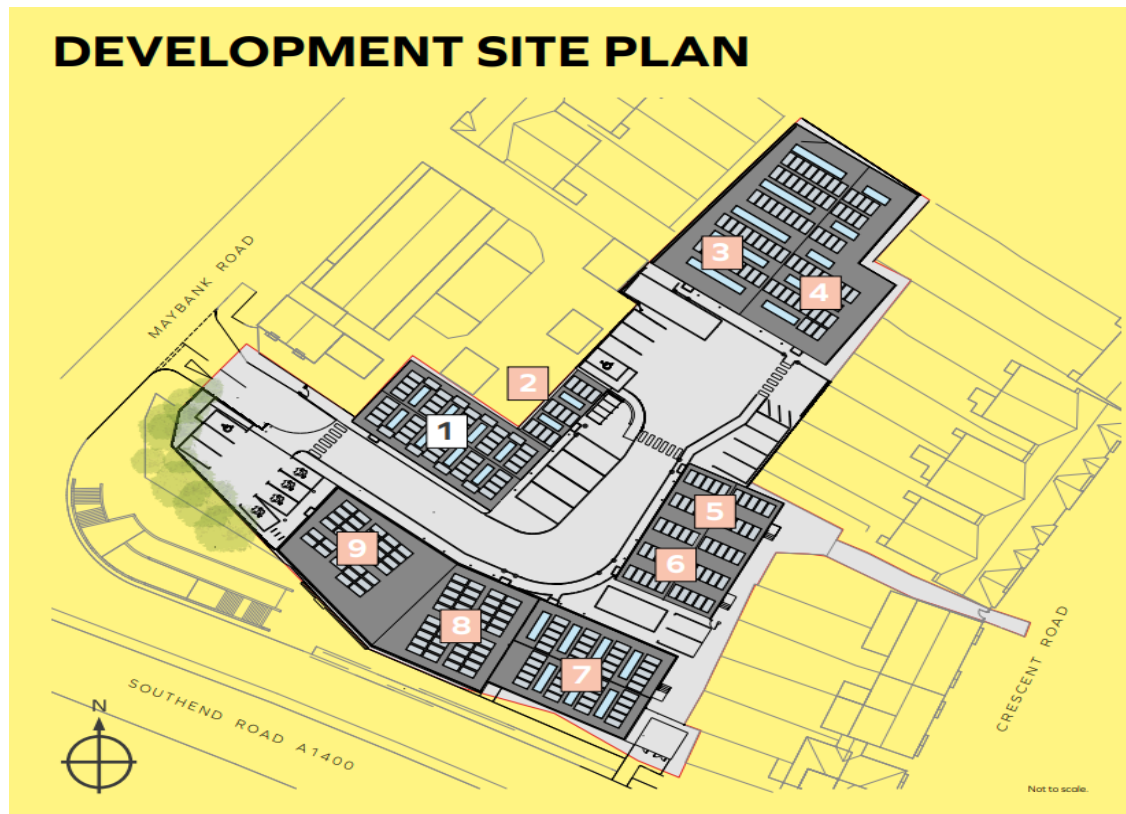 DEVELOPMENT SITE PLAN
MAYBANK ROAD
3
4
2
1
5
9
6
8
7
CRESCENT ROAD
SOUTHEND ROAD A1400
N
Not to scale.